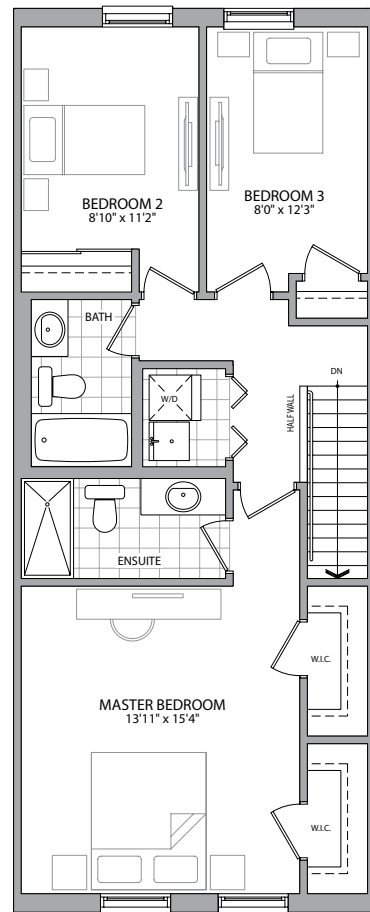 BEDROOM 2
8'10" x 11'2"
BEDROOM 3
8'0" x 12'3"
BATH
W/D
HALF WALL
DN
ENSUITE
W.I.C.
MASTER BEDROOM
13'11" x 15'4"
W.I.C.